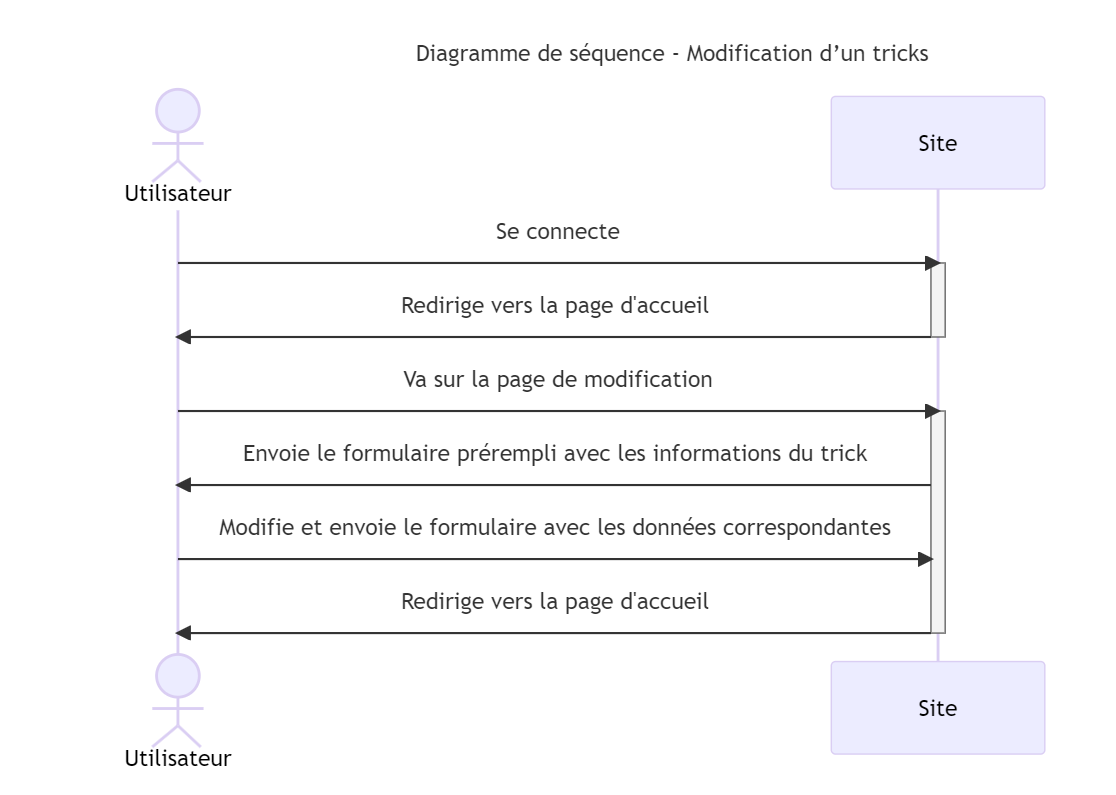 Diagramme de séquence - Modification d’un tricks
Utilisateur
Site
Se connecte
Redirige vers la page d'accueil
Va sur la page de modification
Envoie le formulaire prérempli avec les informations du trick
Modifie et envoie le formulaire avec les données correspondantes
Redirige vers la page d'accueil
Utilisateur
Site